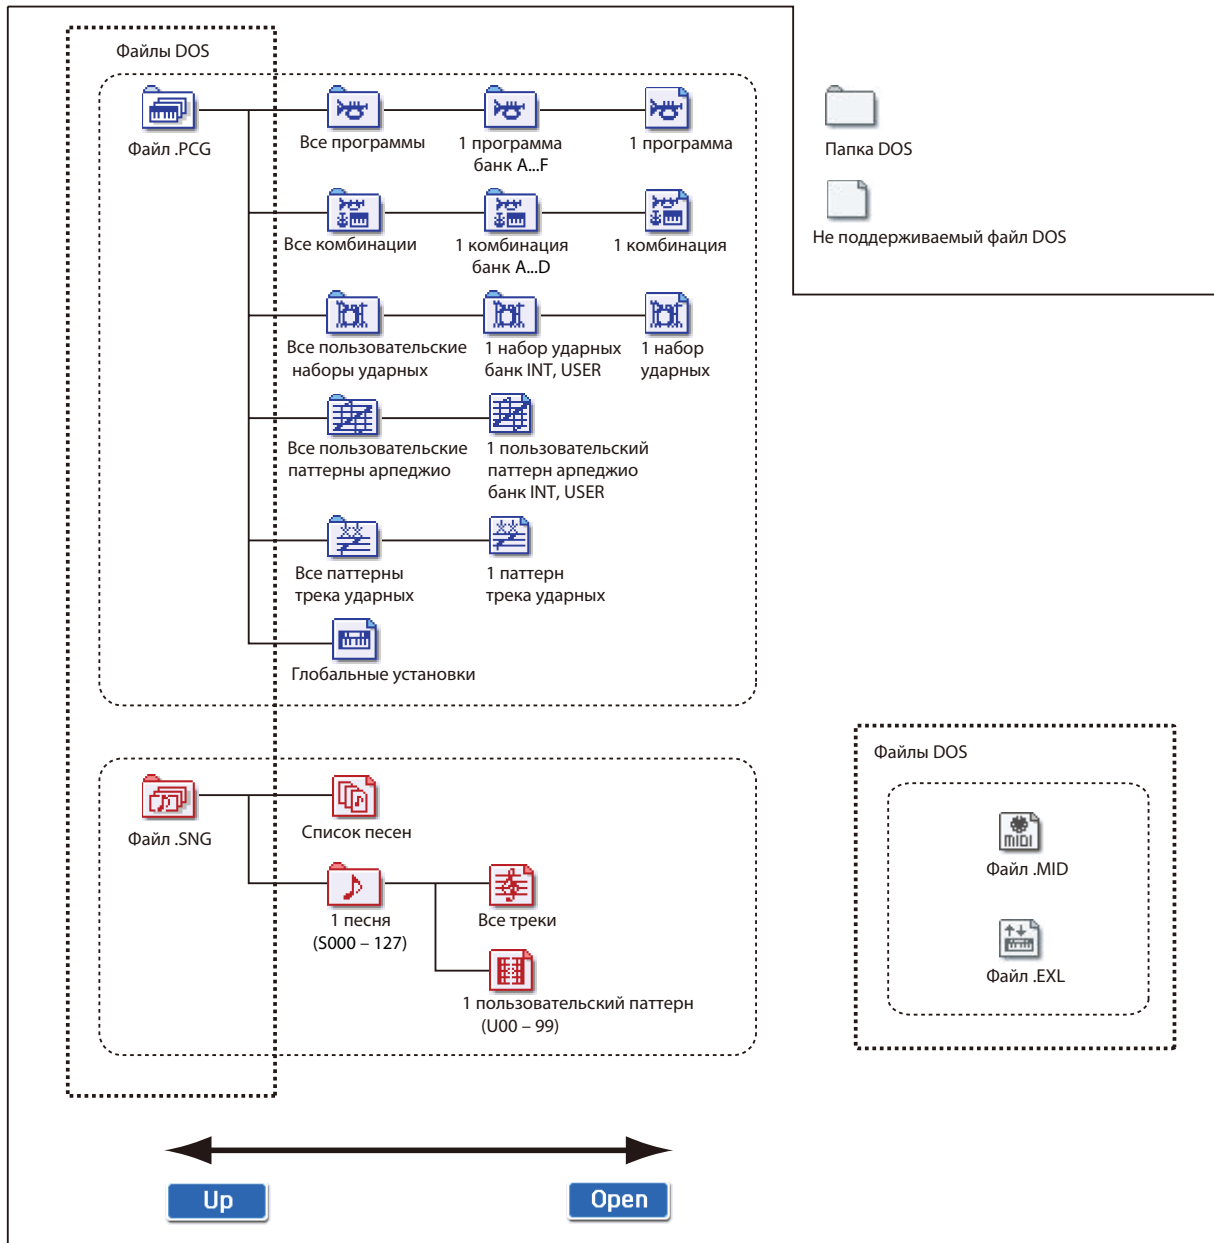 Файлы DOS
Файл .PCG
Все программы
1 программа
банк A...F
1 программа
Папка DOS
Не поддерживаемый файл DOS
Все комбинации
1 комбинация
банк A...D
1 комбинация
Все пользовательские
наборы ударных
1 набор ударных
банк INT, USER
1 набор
ударных
Все пользовательские
паттерны арпеджио
1 пользовательский
паттерн арпеджио
банк INT, USER
Все паттерны
трека ударных
1 паттерн
трека ударных
Глобальные установки
Файл .SNG
Список песен
1 песня
(S000 – 127)
Все треки
1 пользовательский паттерн
(U00 – 99)
Файлы DOS
MIDI
Файл .MID
Файл .EXL
Up
Open